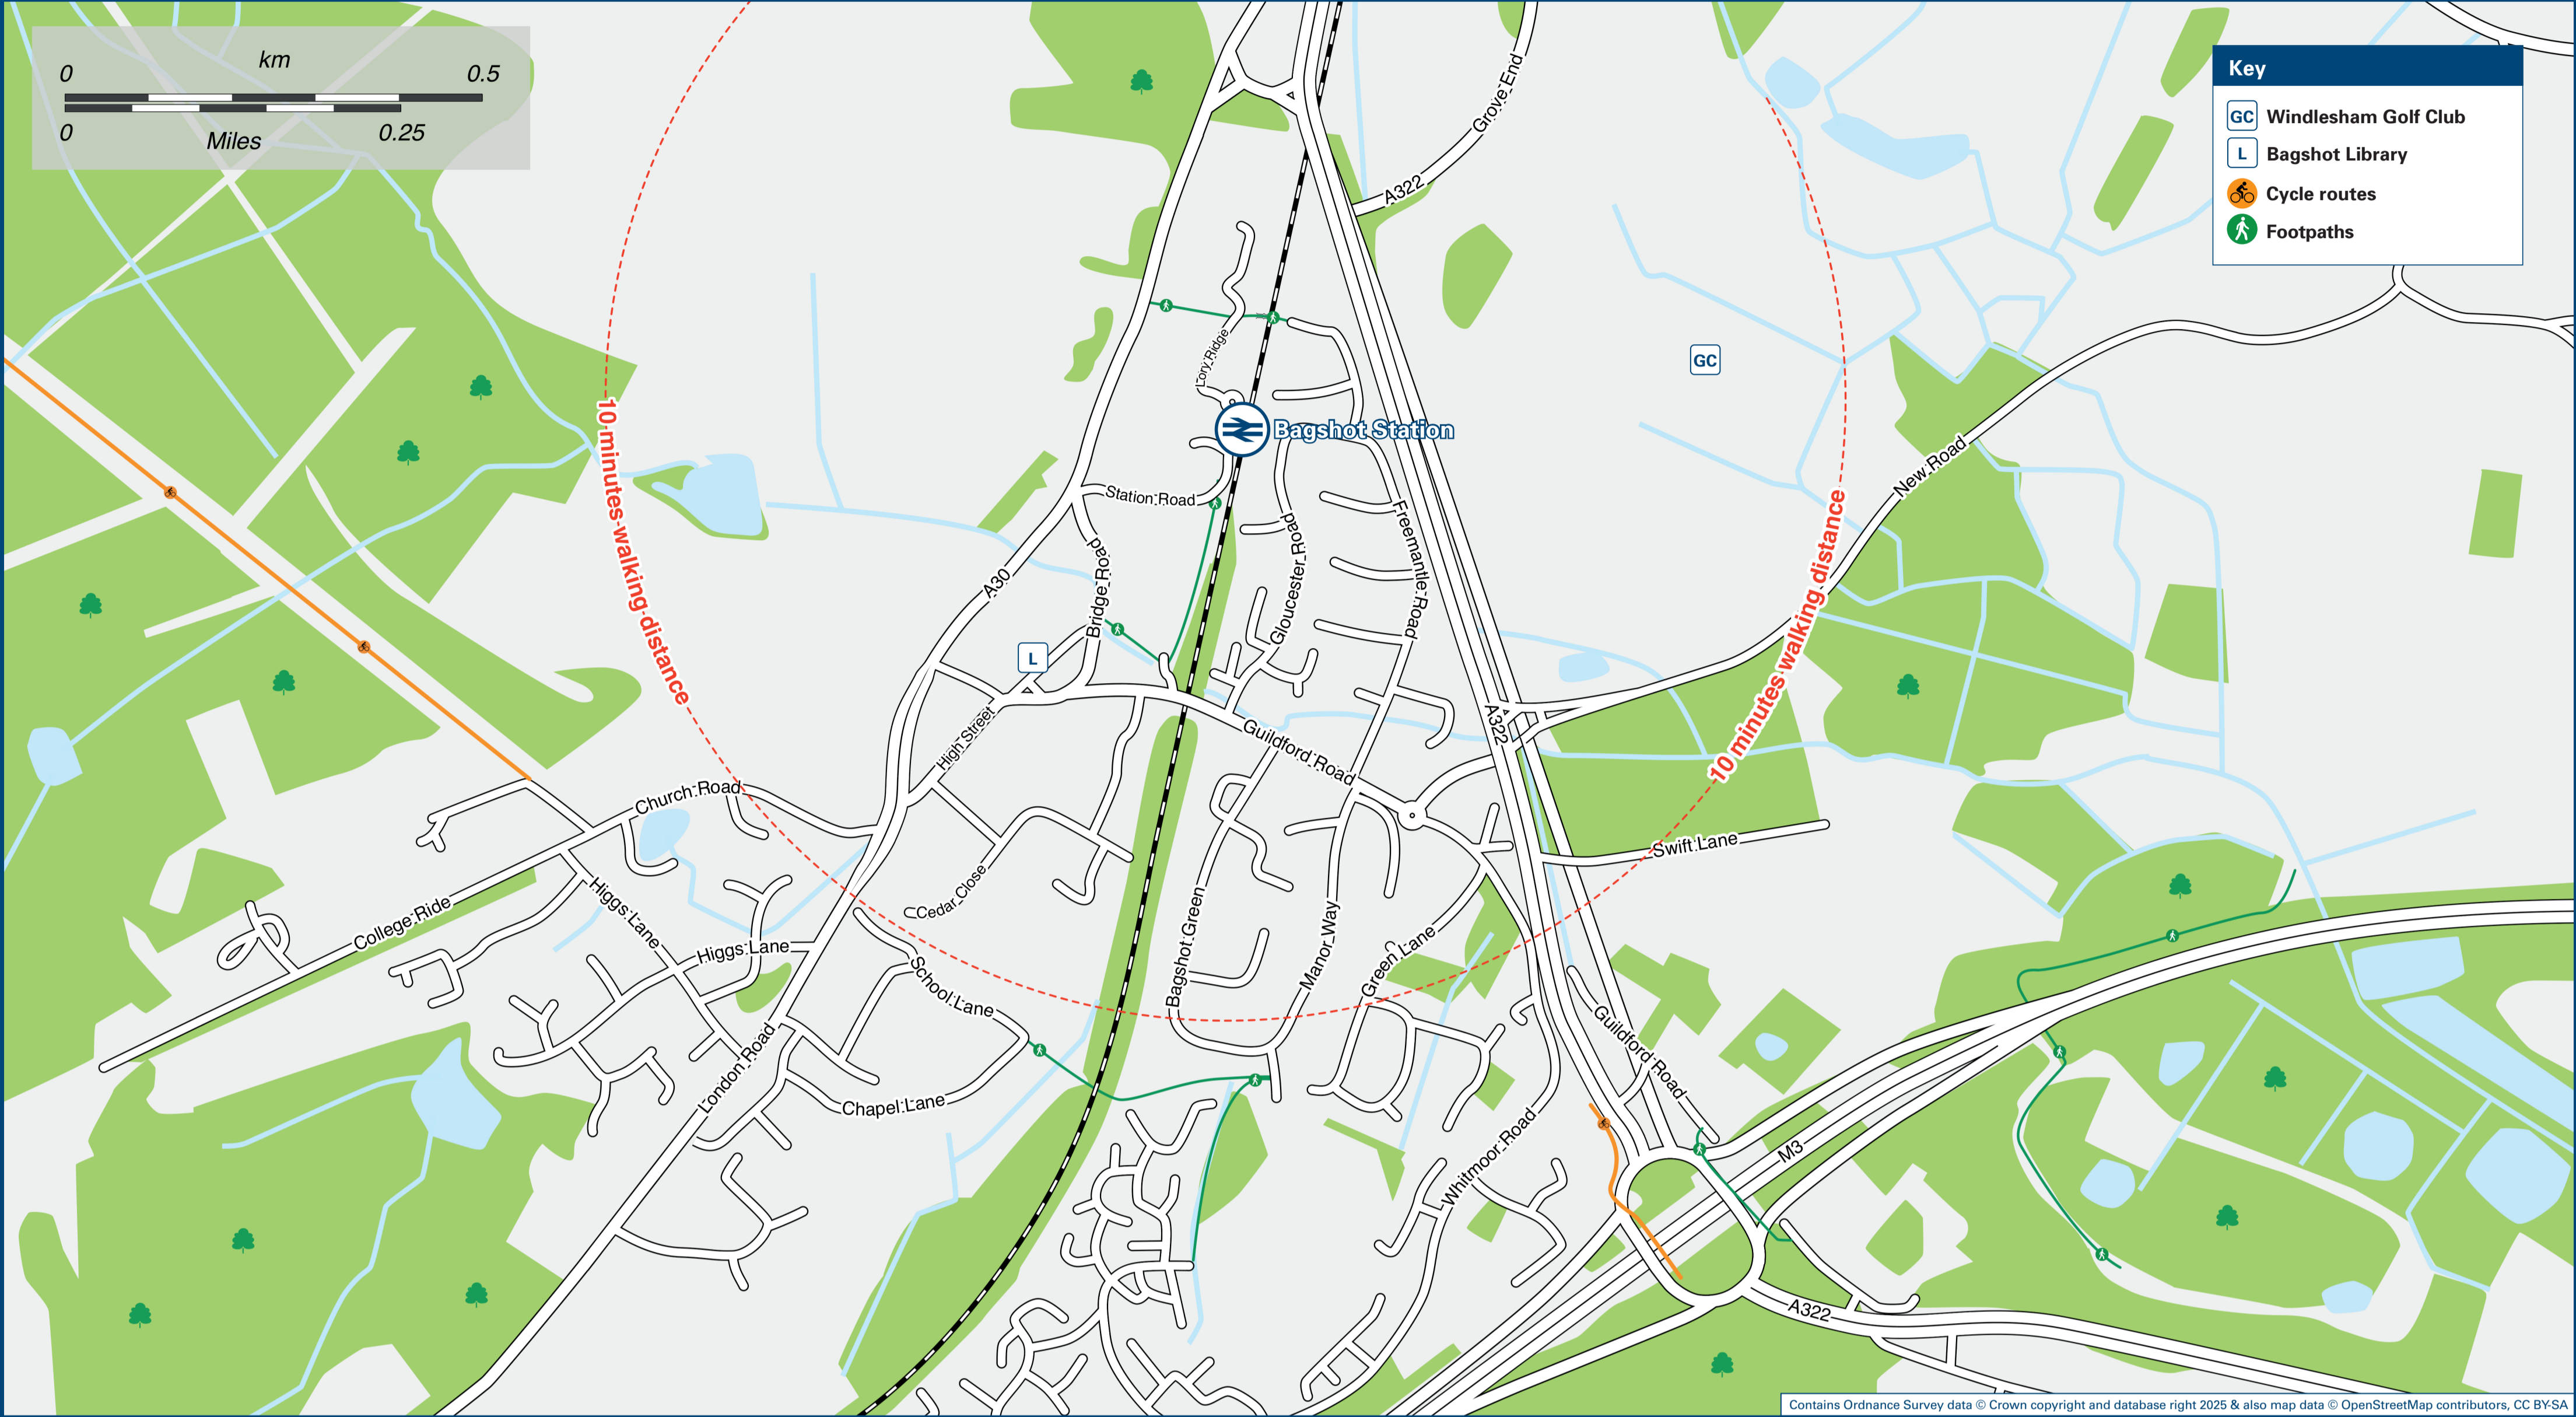 km
0 0.5
0 0.25
Miles
Key
GC Windlesham Golf Club
L Bagshot Library
Cycle routes
Footpaths
Grove End
A322
Lory Ridge
GC
Bagshot Station
10 minutes walking distance
10 minutes walking distance
New Road
Station Road
A30
Bridge Road
Gloucester Road
Freemantle Road
L
High Street
Guildford Road
A322
Church Road
Swift Lane
College Ride
Higgs Lane
Higgs Lane
Cedar Close
School Lane
Bagshot Green
Manor Way
Green Lane
Guildford Road
London Road
Chapel Lane
Whitmoor Road
M3
A322
Contains Ordnance Survey data © Crown copyright and database right 2025 & also map data © OpenStreetMap contributors, CC BY-SA